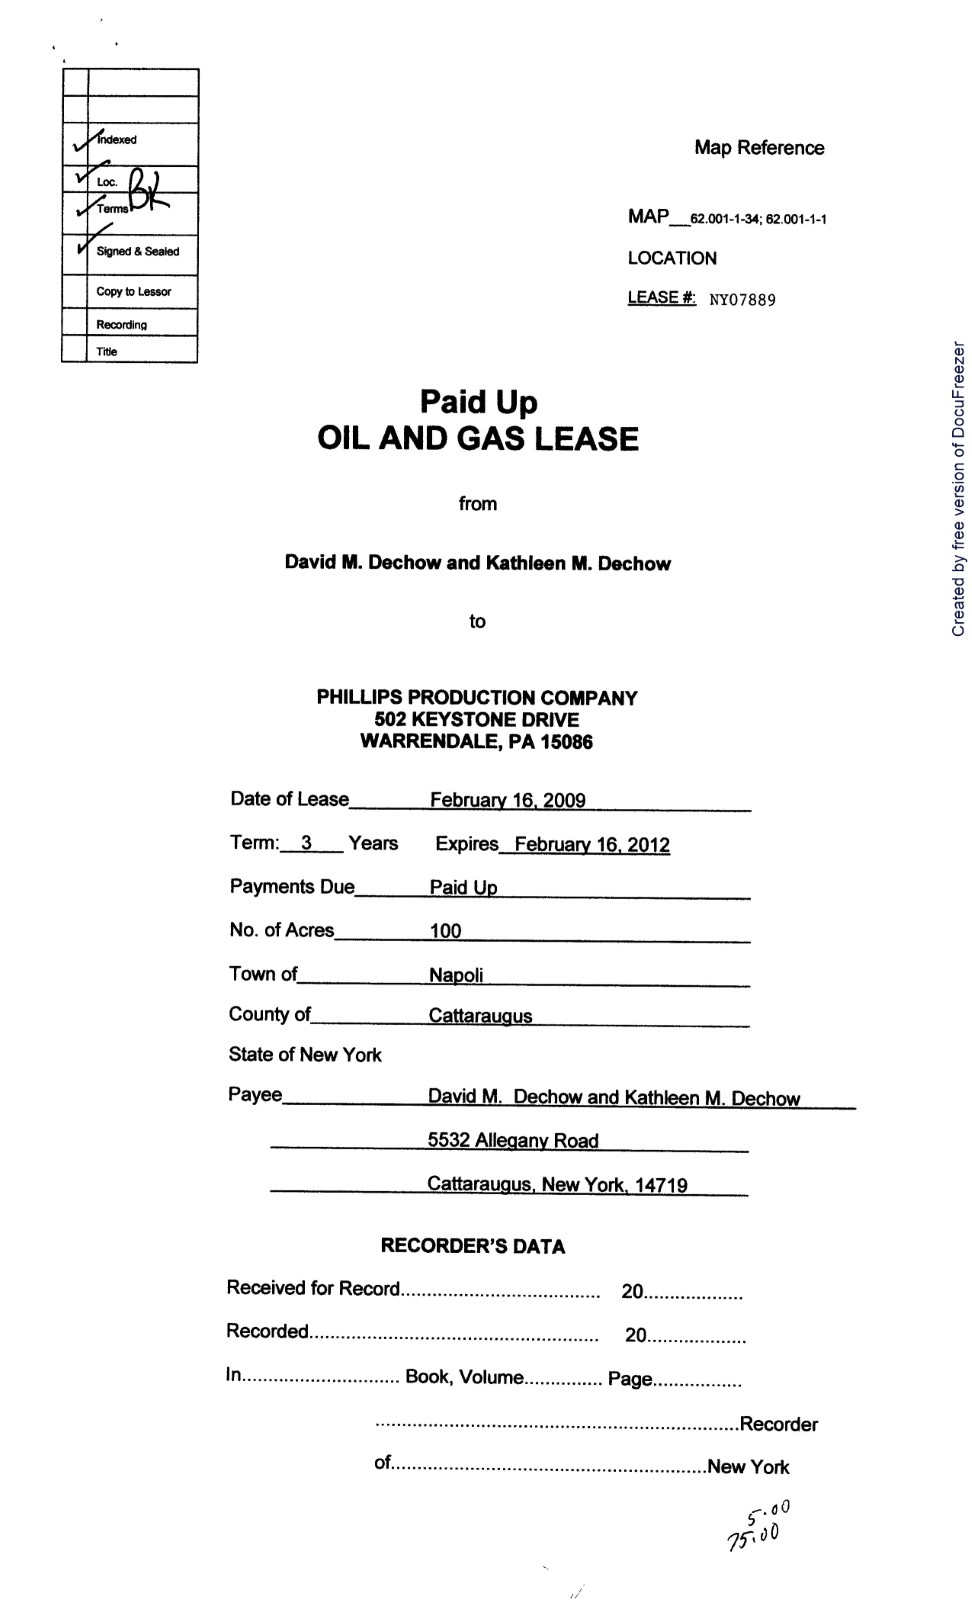 Indexed
Loc.
BK
Terms
Signed & Sealed
Copy to Lessor
Recording
Title
Map Reference
MAP__62.001-1-34; 62.001-1-1
LOCATION
LEASE #: NY07889
Paid Up
OIL AND GAS LEASE
from
David M. Dechow and Kathleen M. Dechow
to
PHILLIPS PRODUCTION COMPANY
502 KEYSTONE DRIVE
WARRENDALE, PA 15086
Date of Lease February 16, 2009
Term: 3 Years Expires February 16, 2012
Payments Due Paid Up
No. of Acres 100
Town of Napoli
County of Cattaraugus
State of New York
Payee David M. Dechow and Kathleen M. Dechow
5532 Allegany Road
Cattaraugus, New York, 14719
RECORDER'S DATA
Received for Record...................................... 20...................
Recorded........................................................ 20...................
In.............................. Book, Volume............... Page.................
......................................................................Recorder
of.............................................................New York
5.00
75.00
Created by free version of DocuFreezer